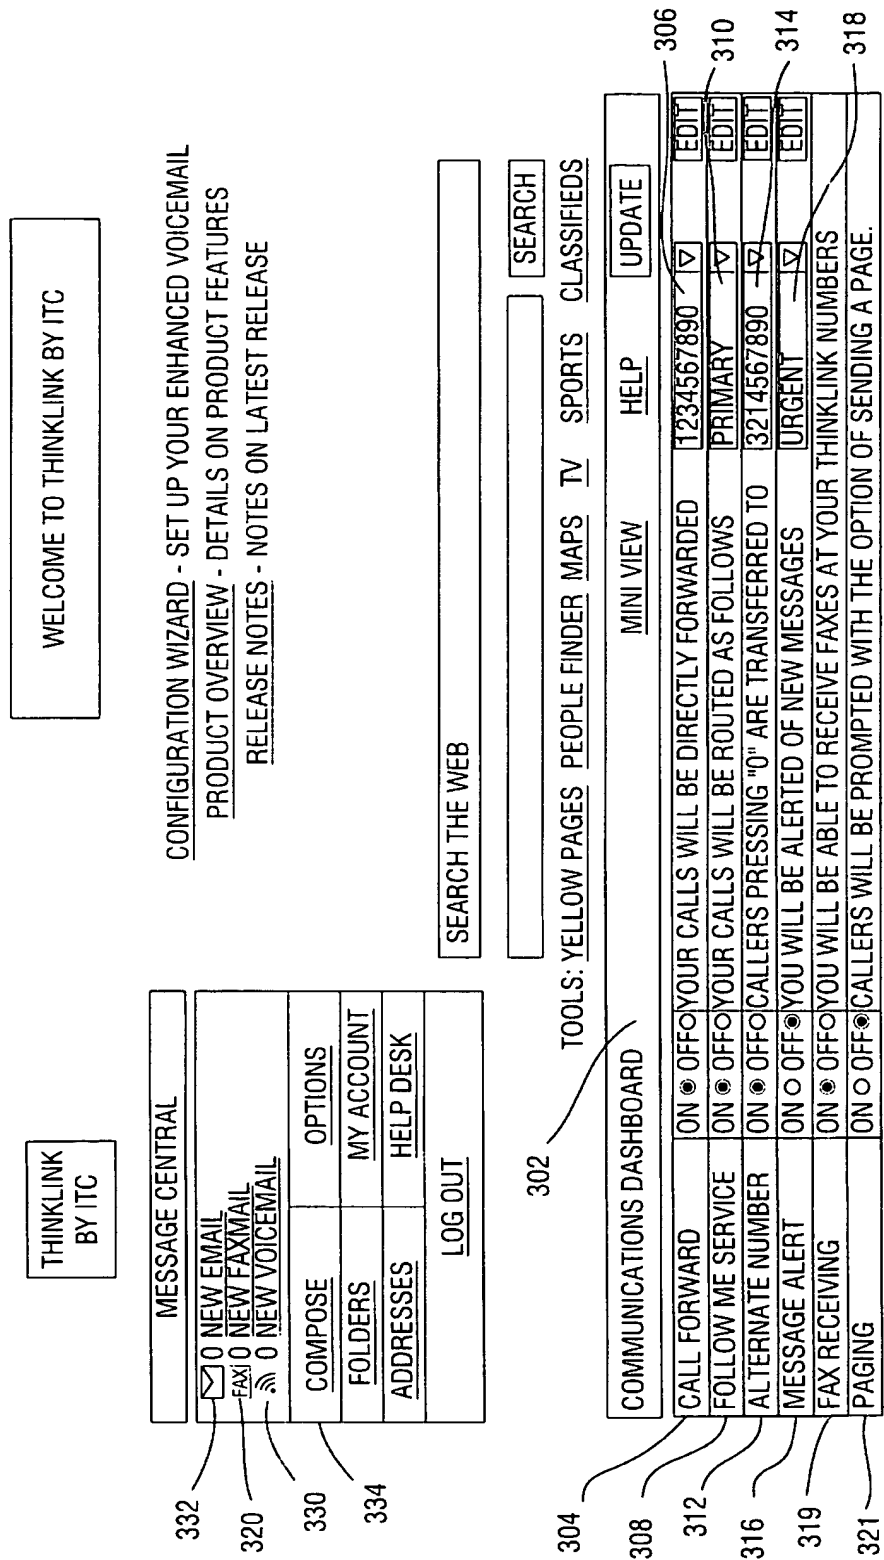 THINKLINK
BY ITC
WELCOME TO THINKLINK BY ITC
MESSAGE CENTRAL
0 NEW EMAIL
FAX 0 NEW FAXMAIL
0 NEW VOICEMAIL
COMPOSE OPTIONS
FOLDERS MY ACCOUNT
ADDRESSES HELP DESK
LOG OUT
332
320
330
334
CONFIGURATION WIZARD - SET UP YOUR ENHANCED VOICEMAIL
PRODUCT OVERVIEW - DETAILS ON PRODUCT FEATURES
RELEASE NOTES - NOTES ON LATEST RELEASE
SEARCH THE WEB
SEARCH
TOOLS: YELLOW PAGES PEOPLE FINDER MAPS TV SPORTS CLASSIFIEDS
302
COMMUNICATIONS DASHBOARD MINI VIEW HELP UPDATE
304 CALL FORWARD ON OFF YOUR CALLS WILL BE DIRECTLY FORWARDED 1234567890 EDIT 306
308 FOLLOW ME SERVICE ON OFF YOUR CALLS WILL BE ROUTED AS FOLLOWS PRIMARY EDIT 310
312 ALTERNATE NUMBER ON OFF CALLERS PRESSING "0" ARE TRANSFERRED TO 3214567890 EDIT 314
316 MESSAGE ALERT ON OFF YOU WILL BE ALERTED OF NEW MESSAGES URGENT EDIT 318
319 FAX RECEIVING ON OFF YOU WILL BE ABLE TO RECEIVE FAXES AT YOUR THINKLINK NUMBERS
321 PAGING ON OFF CALLERS WILL BE PROMPTED WITH THE OPTION OF SENDING A PAGE.